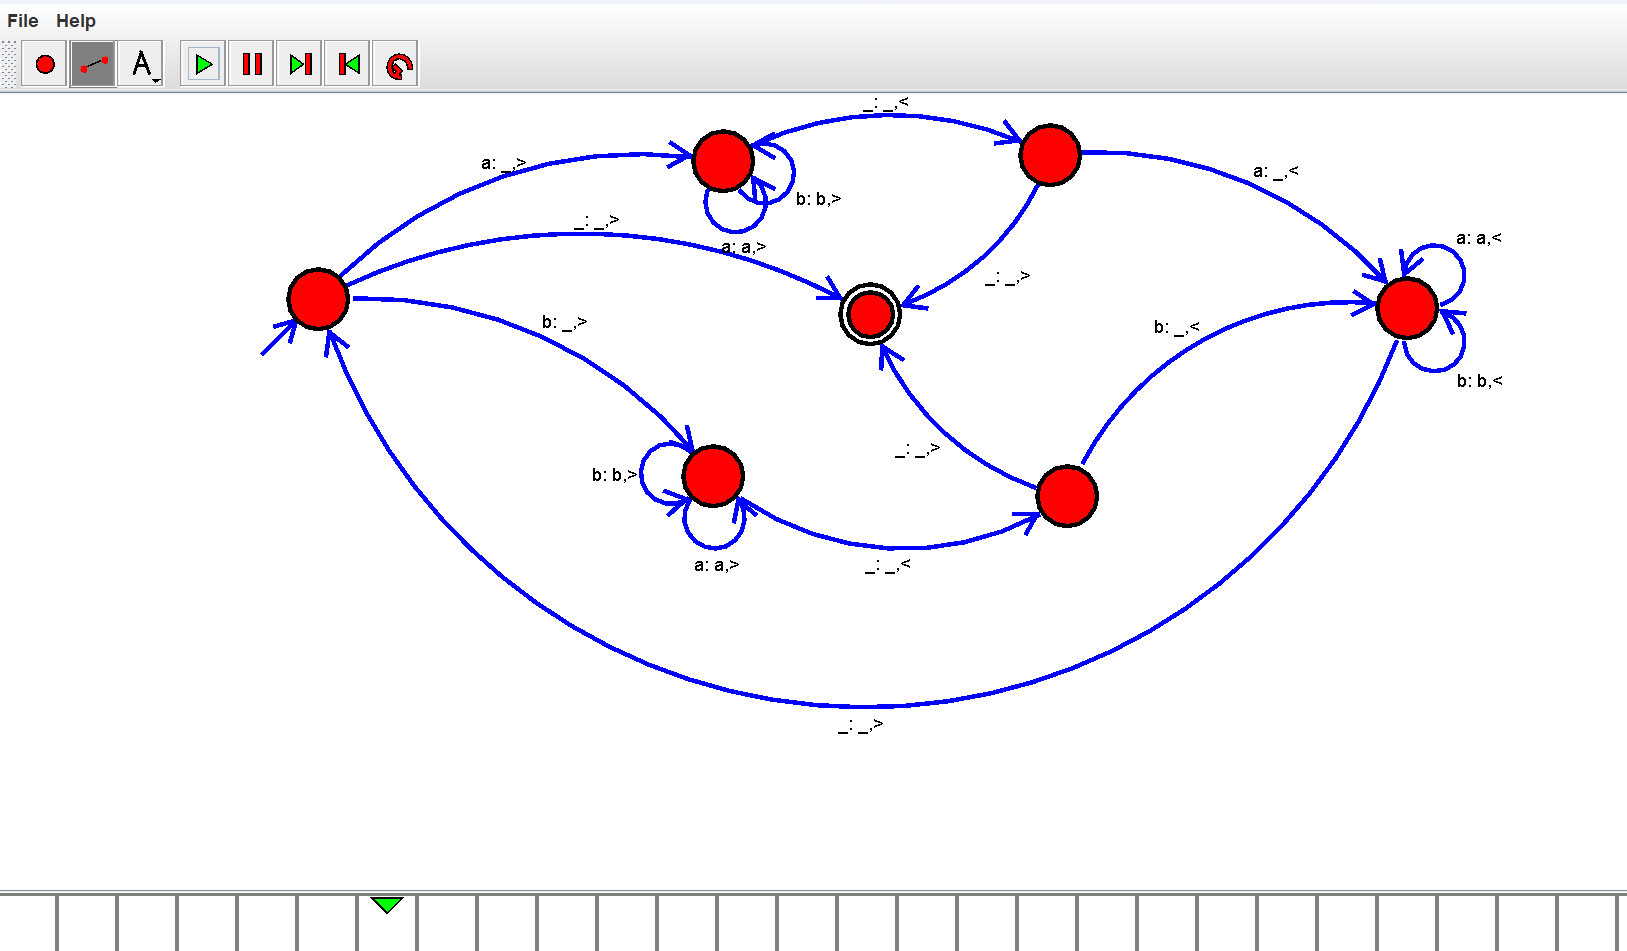 File Help
A
_: _,<
a: _,>
a: _,<
b: b,>
_: _,>
a: a,>
a: a,<
_: _,>
b: _,>
b: _,<
b: b,<
_: _,>
b: b,>
a: a,>
_: _,<
_: _,>